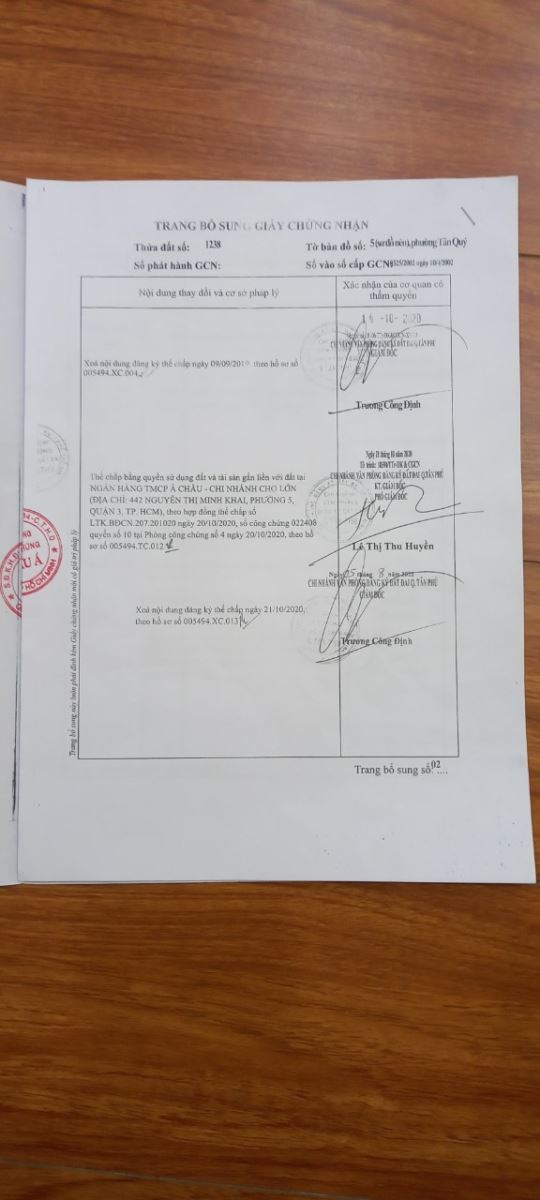 TRANG BỔ SUNG GIẤY CHỨNG NHẬN
Thửa đất số: 1238
Tờ bản đồ số: 5(sơ đồ nền), phường Tân Quý
Số phát hành GCN:
Số vào sổ cấp GCN: ngày 10/4/2002
Nội dung thay đổi và cơ sở pháp lý
Xác nhận của cơ quan có
thẩm quyền
Xoá nội dung đăng ký thế chấp ngày 09/09/2019 theo hồ sơ số
005494.XC.004
-10- 2020
CHI NHÁNH VĂN PHÒNG ĐĂNG KÝ ĐẤT ĐAI Q.TÂN PHÚ
GIÁM ĐỐC
Trương Công Định
Thế chấp bằng quyền sử dụng đất và tài sản gắn liền với đất tại
NGÂN HÀNG TMCP Á CHÂU - CHI NHÁNH CHỢ LỚN
(ĐỊA CHỈ: 442 NGUYỄN THỊ MINH KHAI, PHƯỜNG 5,
QUẬN 3, TP. HCM), theo hợp đồng thế chấp số
LTK.BĐCN.207.201020 ngày 20/10/2020, số công chứng 022408
quyển số 10 tại Phòng công chứng số 4 ngày 20/10/2020, theo hồ
sơ số 005494.TC.012
Ngày 21 tháng 10 năm 2020
CHI NHÁNH VĂN PHÒNG ĐĂNG KÝ ĐẤT ĐAI Q.TÂN PHÚ
KT. GIÁM ĐỐC
PHÓ GIÁM ĐỐC
Lê Thị Thu Huyền
Xoá nội dung đăng ký thế chấp ngày 21/10/2020,
theo hồ sơ số 005494.XC.013
Ngày 25 tháng 8 năm
CHI NHÁNH VĂN PHÒNG ĐĂNG KÝ ĐẤT ĐAI Q. TÂN PHÚ
GIÁM ĐỐC
Trương Công Định
Trang bổ sung này luôn phải đính kèm Giấy chứng nhận mới có giá trị pháp lý
Trang bổ sung số: 02 ....